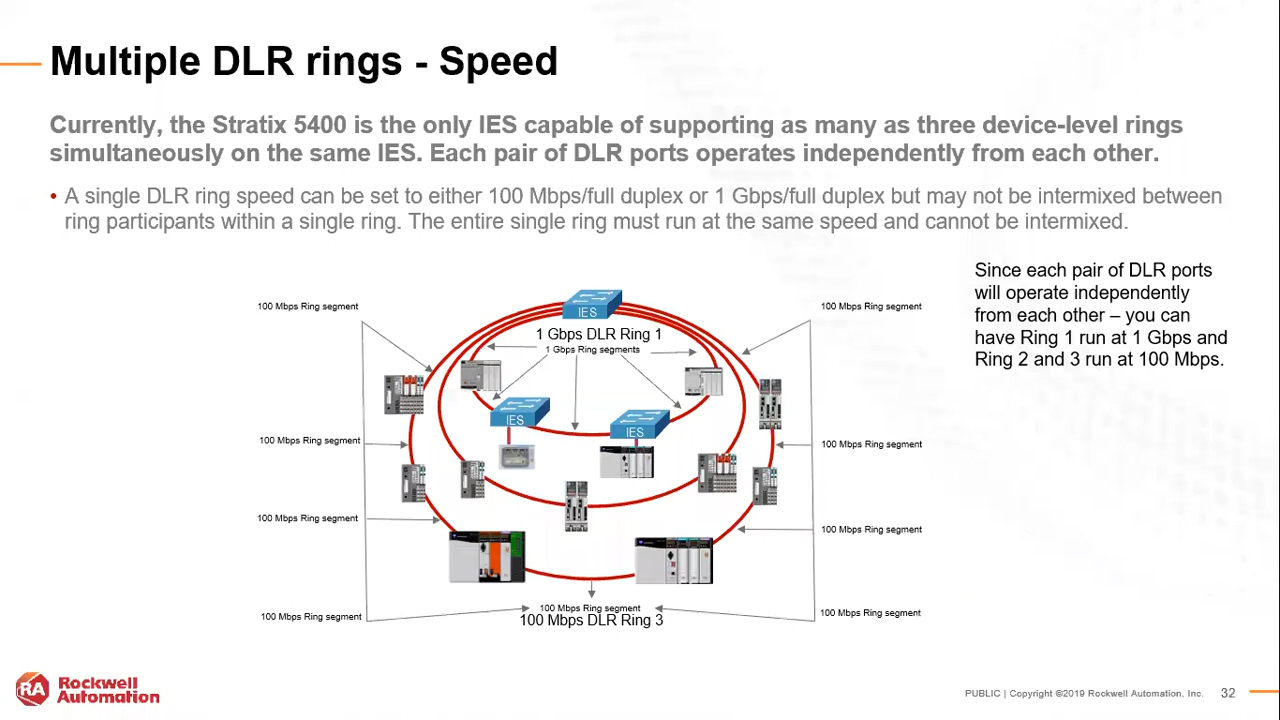 Multiple DLR rings - Speed
Currently, the Stratix 5400 is the only IES capable of supporting as many as three device-level rings
simultaneously on the same IES. Each pair of DLR ports operates independently from each other.
• A single DLR ring speed can be set to either 100 Mbps/full duplex or 1 Gbps/full duplex but may not be intermixed between
ring participants within a single ring. The entire single ring must run at the same speed and cannot be intermixed.
Since each pair of DLR ports
will operate independently
from each other – you can
have Ring 1 run at 1 Gbps and
Ring 2 and 3 run at 100 Mbps.
100 Mbps Ring segment
100 Mbps Ring segment
IES
1 Gbps DLR Ring 1
1 Gbps Ring segments
IES
IES
100 Mbps Ring segment
100 Mbps Ring segment
100 Mbps Ring segment
100 Mbps Ring segment
100 Mbps Ring segment
100 Mbps Ring segment
100 Mbps Ring segment
100 Mbps DLR Ring 3
RA
Rockwell
Automation
PUBLIC | Copyright ©2019 Rockwell Automation, Inc. 32